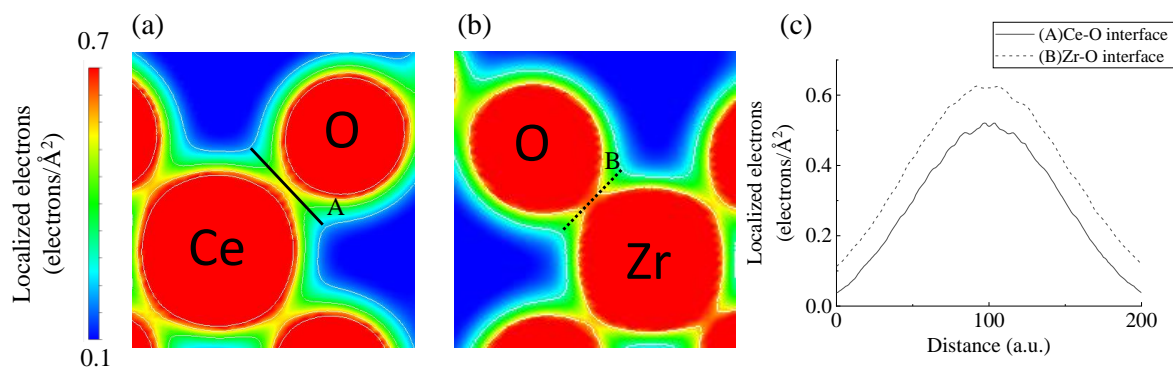 (a)
(b)
(c)
0.7
Localized electrons
(electrons/Å²)
0.1
O
A
Ce
O
B
Zr
(A)Ce-O interface
(B)Zr-O interface
Localized electrons
(electrons/Å²)
0.6
0.4
0.2
0.0
0
100
200
Distance (a.u.)